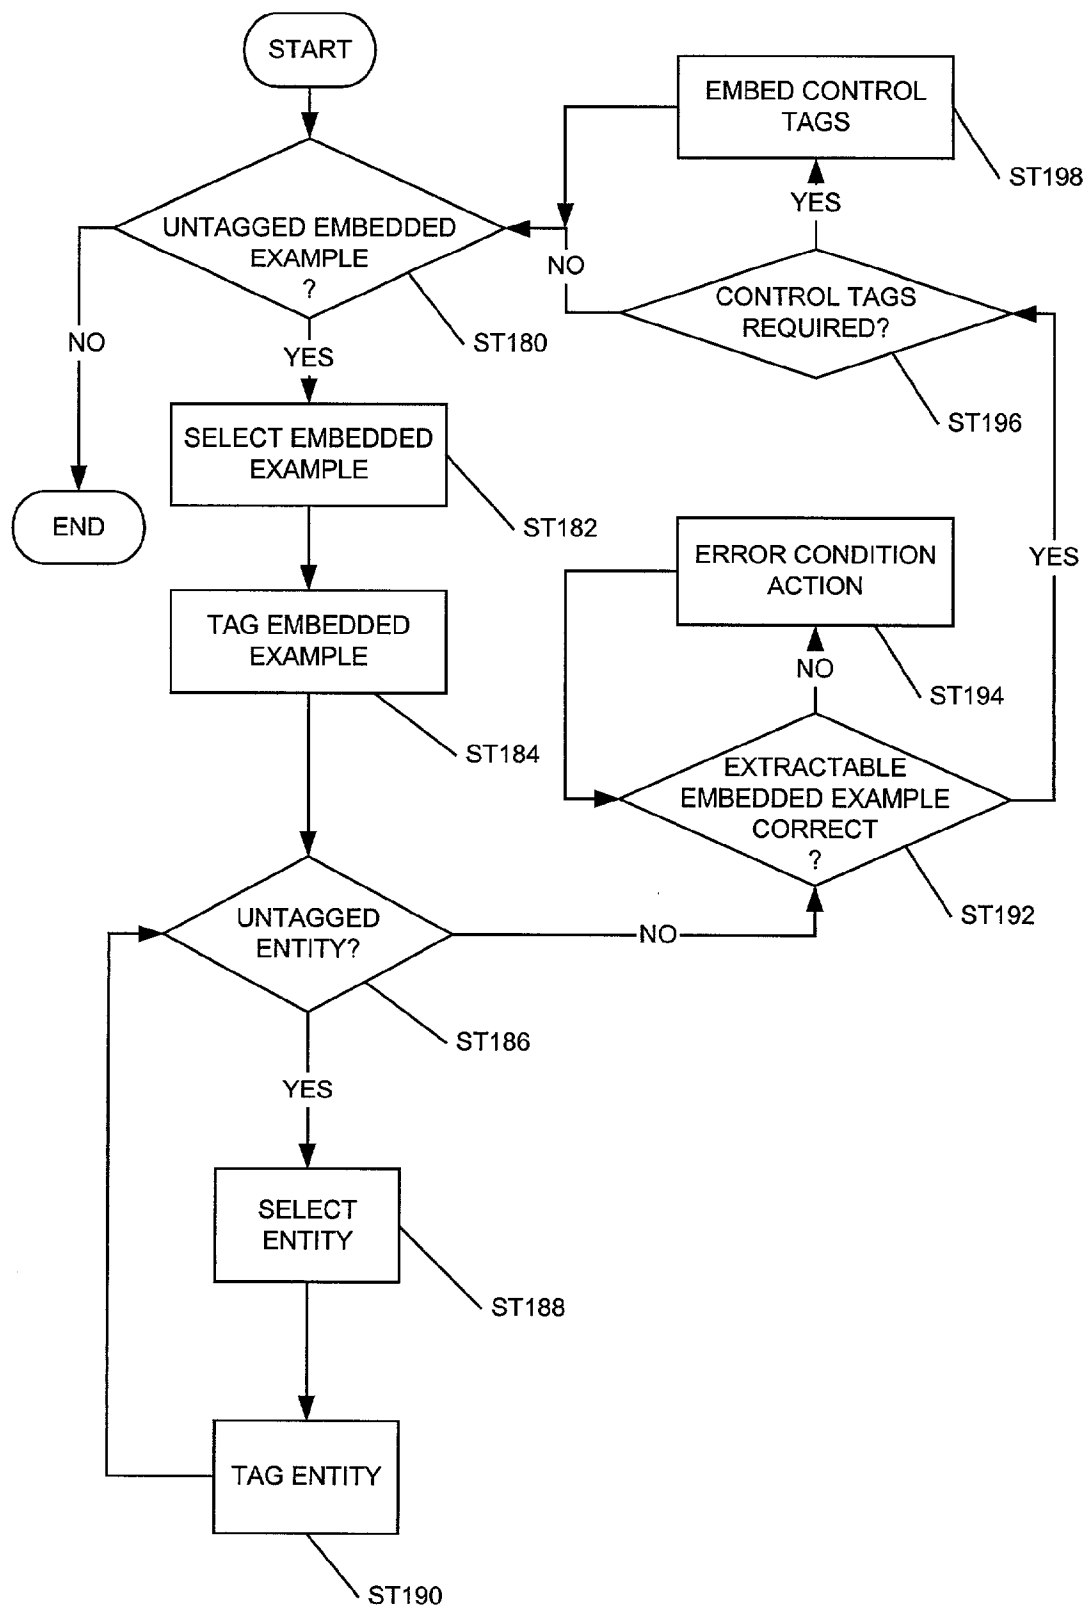 START
UNTAGGED EMBEDDED
EXAMPLE
?
ST180
NO
YES
END
SELECT EMBEDDED
EXAMPLE
ST182
TAG EMBEDDED
EXAMPLE
ST184
UNTAGGED
ENTITY?
ST186
NO
YES
SELECT
ENTITY
ST188
TAG ENTITY
ST190
EXTRACTABLE
EMBEDDED EXAMPLE
CORRECT
?
ST192
NO
ERROR CONDITION
ACTION
ST194
YES
CONTROL TAGS
REQUIRED?
ST196
NO
YES
EMBED CONTROL
TAGS
ST198